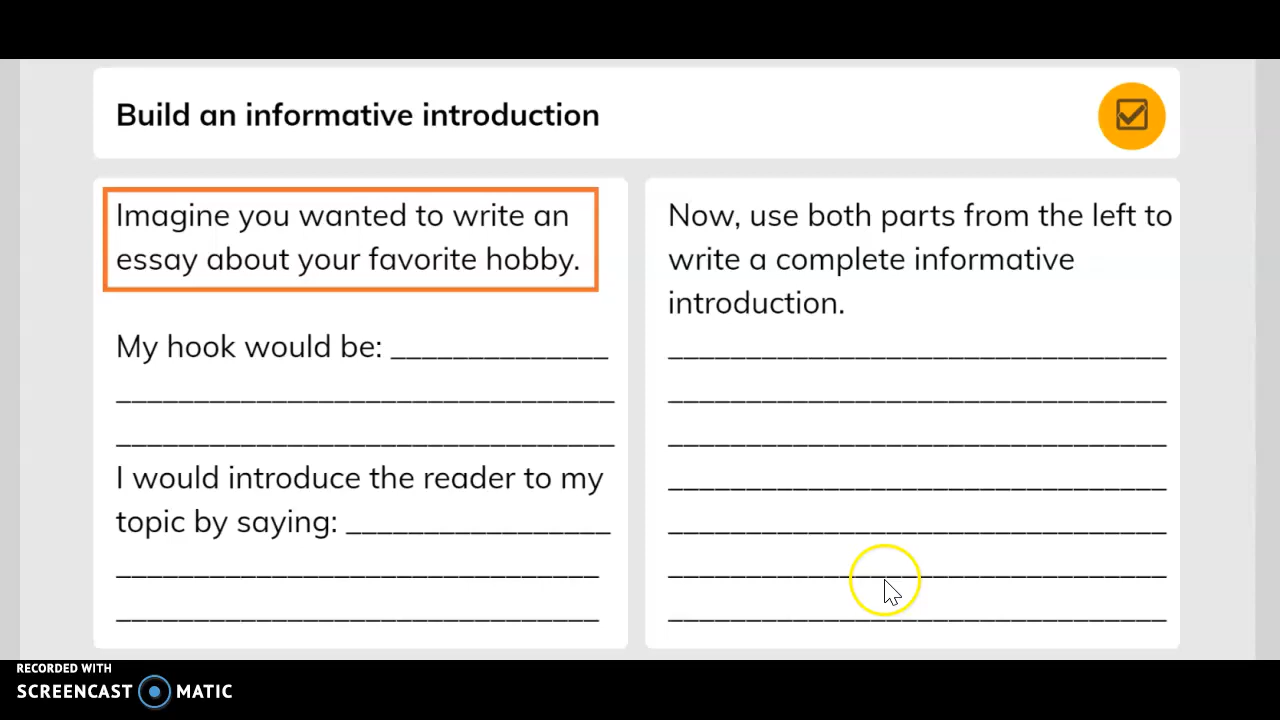 Build an informative introduction
Imagine you wanted to write an
essay about your favorite hobby.
My hook would be: ______________
________________________________
________________________________
I would introduce the reader to my
topic by saying: _________________
_______________________________
_______________________________
Now, use both parts from the left to
write a complete informative
introduction.
________________________________
________________________________
________________________________
________________________________
________________________________
________________________________
________________________________
RECORDED WITH
SCREENCAST MATIC